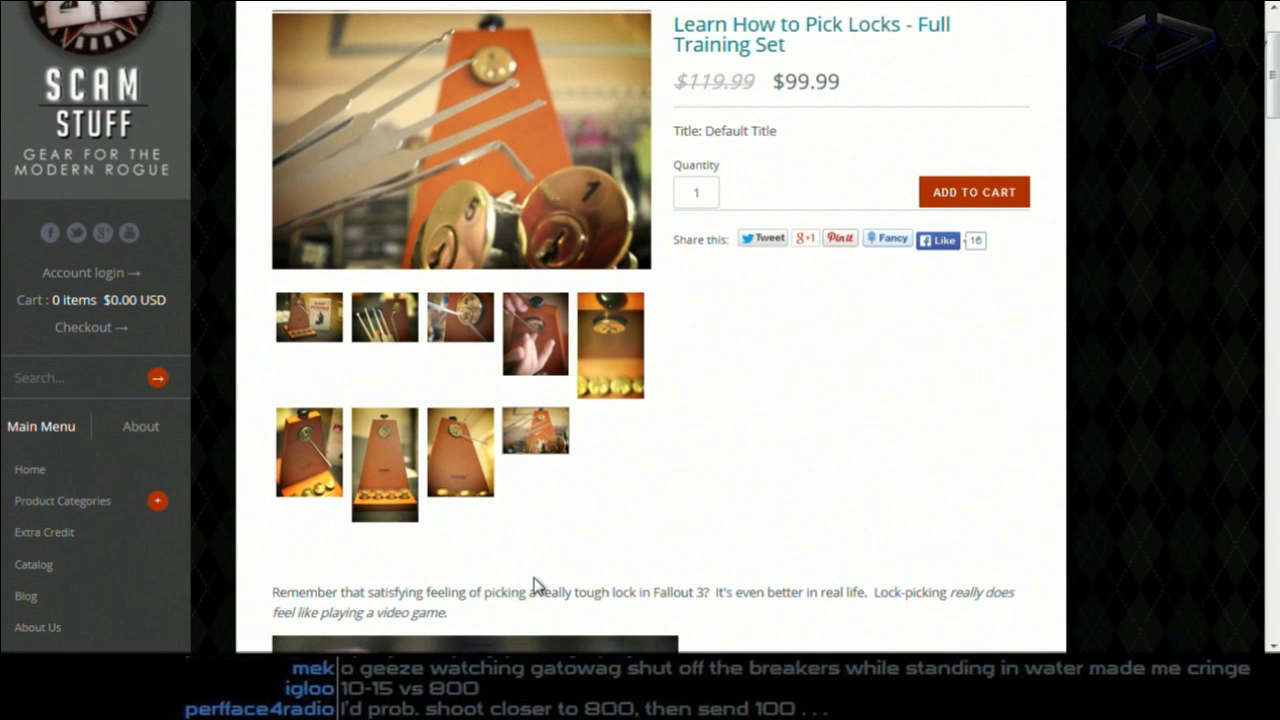 SCAM
STUFF
GEAR FOR THE
MODERN ROGUE
Account login →
Cart : 0 items $0.00 USD
Checkout →
Search...
→
Main Menu
About
Home
Product Categories
+
Extra Credit
Catalog
Blog
About Us
5
1
Learn How to Pick Locks - Full
Training Set
$119.99 $99.99
Title: Default Title
Quantity
1
ADD TO CART
Share this:
Tweet
g+1
Pinit
Fancy
Like
16
Remember that satisfying feeling of picking a really tough lock in Fallout 3? It's even better in real life. Lock-picking really does
feel like playing a video game.
mek o geeze watching gatowag shut off the breakers while standing in water made me cringe
igloo 10-15 vs 800
perfface4radio I'd prob. shoot closer to 800, then send 100 . . .